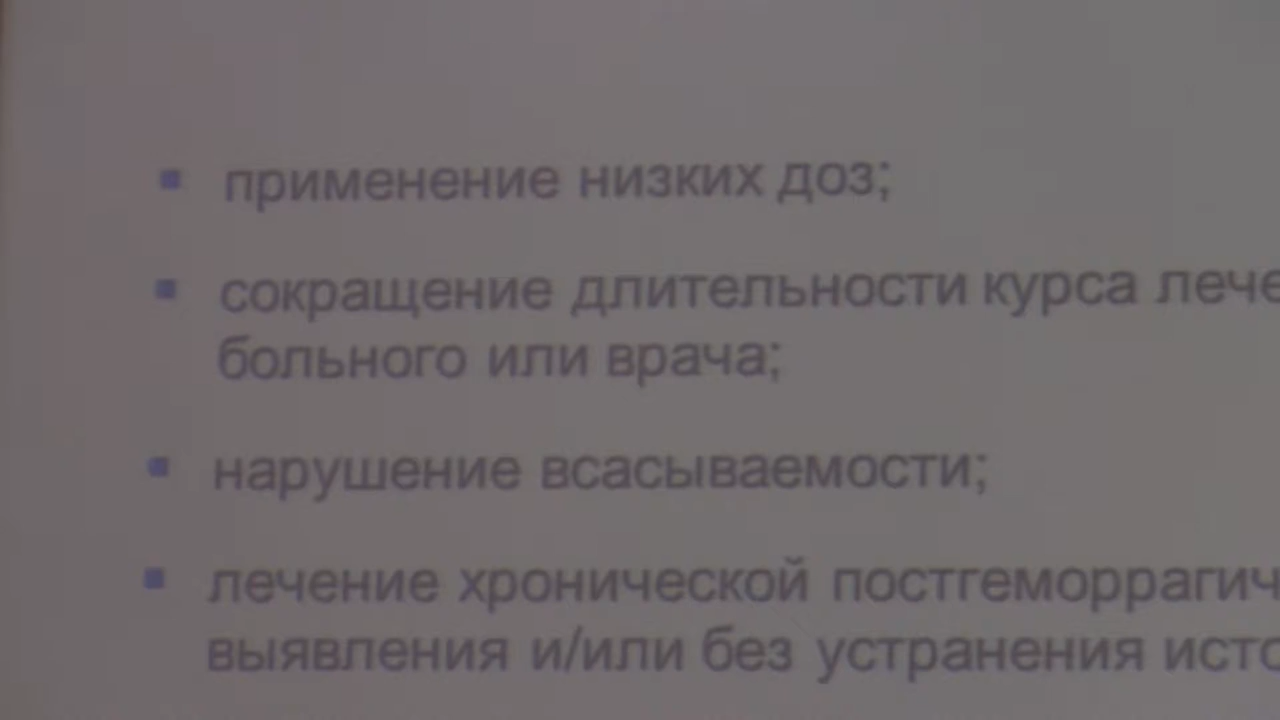 ▪ применение низких доз;
▪ сокращение длительности курса лече
больного или врача;
▪ нарушение всасываемости;
▪ лечение хронической постгеморрагич
выявления и/или без устранения исто